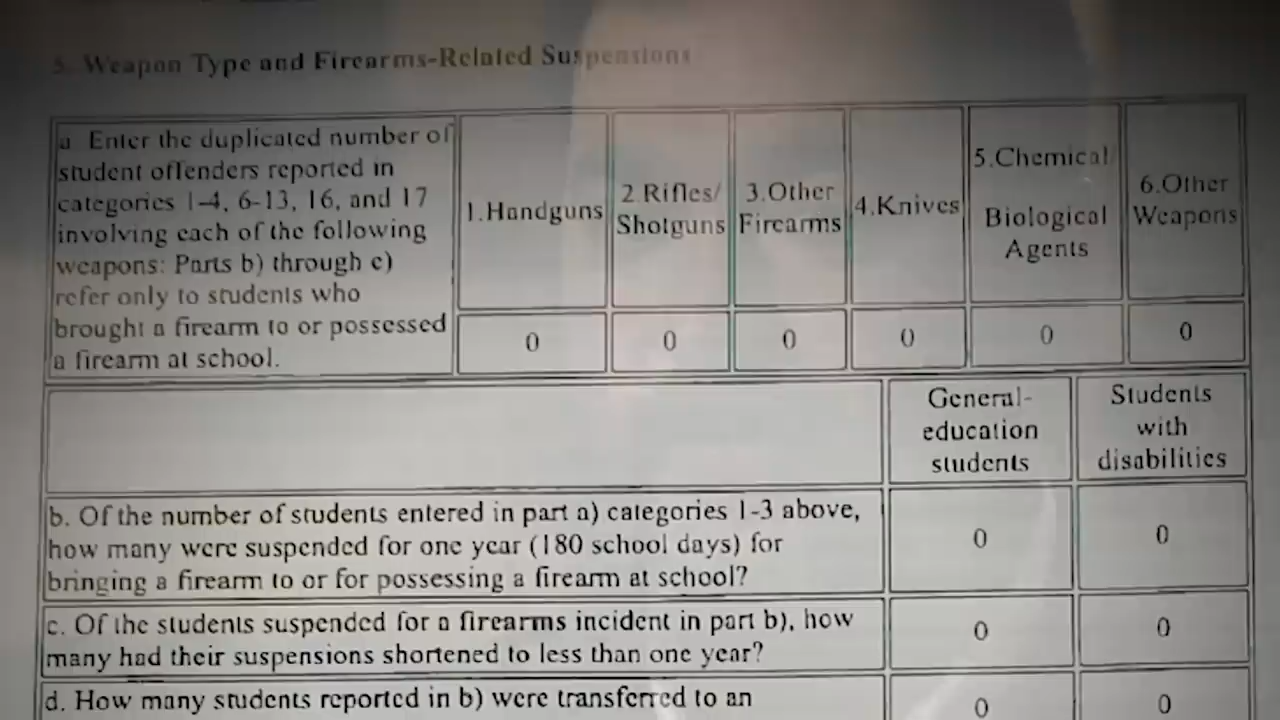 5. Weapon Type and Firearms-Related Suspensions
a Enter the duplicated number of
student offenders reported in
categories 1-4, 6-13, 16, and 17
involving each of the following
weapons: Parts b) through e)
refer only to students who
brought a firearm to or possessed
a firearm at school.
1.Handguns
2.Rifles/
Shotguns
3.Other
Firearms
4.Knives
5.Chemical/
Biological
Agents
6.Other
Weapons
0 0 0 0 0 0
General-
education
students
Students
with
disabilities
b. Of the number of students entered in part a) categories 1-3 above,
how many were suspended for one year (180 school days) for
bringing a firearm to or for possessing a firearm at school?
0 0
c. Of the students suspended for a firearms incident in part b), how
many had their suspensions shortened to less than one year?
0 0
d. How many students reported in b) were transferred to an
0 0